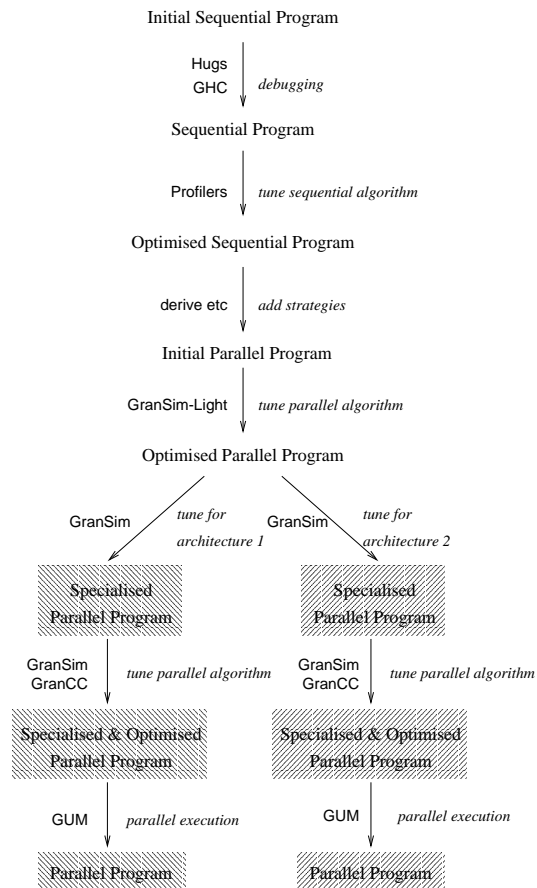 Initial Sequential Program
Hugs
GHC
debugging
Sequential Program
Profilers
tune sequential algorithm
Optimised Sequential Program
derive etc
add strategies
Initial Parallel Program
GranSim-Light
tune parallel algorithm
Optimised Parallel Program
GranSim
tune for
architecture 1
GranSim
tune for
architecture 2
Specialised
Parallel Program
Specialised
Parallel Program
GranSim
GranCC
tune parallel algorithm
GranSim
GranCC
tune parallel algorithm
Specialised & Optimised
Parallel Program
Specialised & Optimised
Parallel Program
GUM
parallel execution
GUM
parallel execution
Parallel Program
Parallel Program